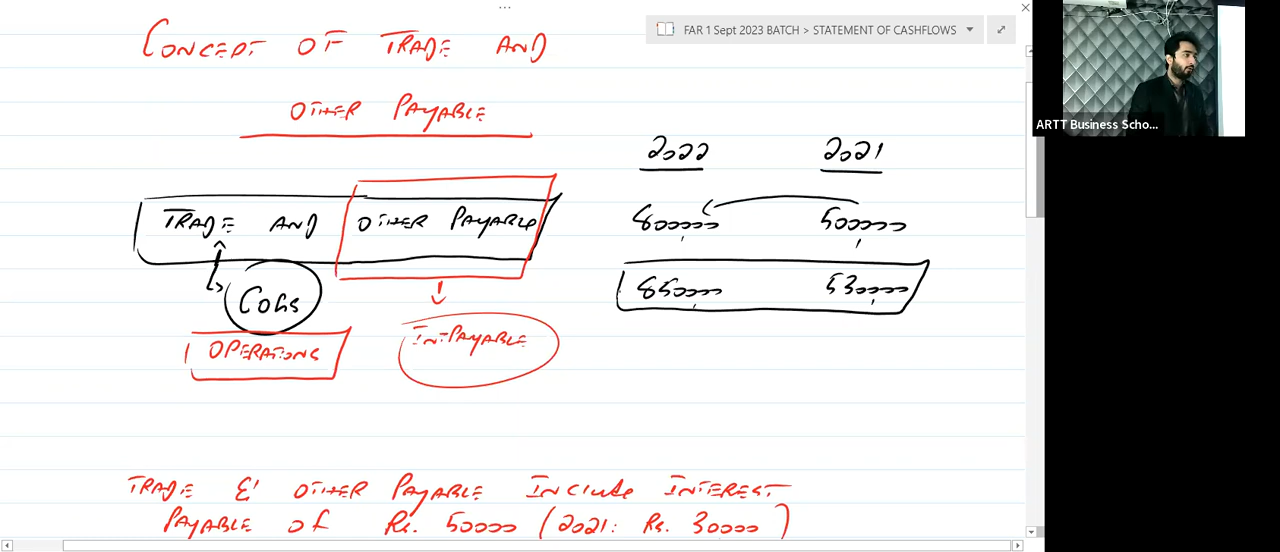 FAR 1 Sept 2023 BATCH > STATEMENT OF CASHFLOWS
ARTT Business Scho...
CONCEPT OF TRADE AND
OTHER PAYABLE
2022 2021
TRADE AND OTHER PAYABLE 800000 500000
850000 530000
COGS
OPERATIONS
INT.PAYABLE
TRADE & OTHER PAYABLE INCLUDE INTEREST
PAYABLE OF Rs. 50000 (2021: Rs. 30000)